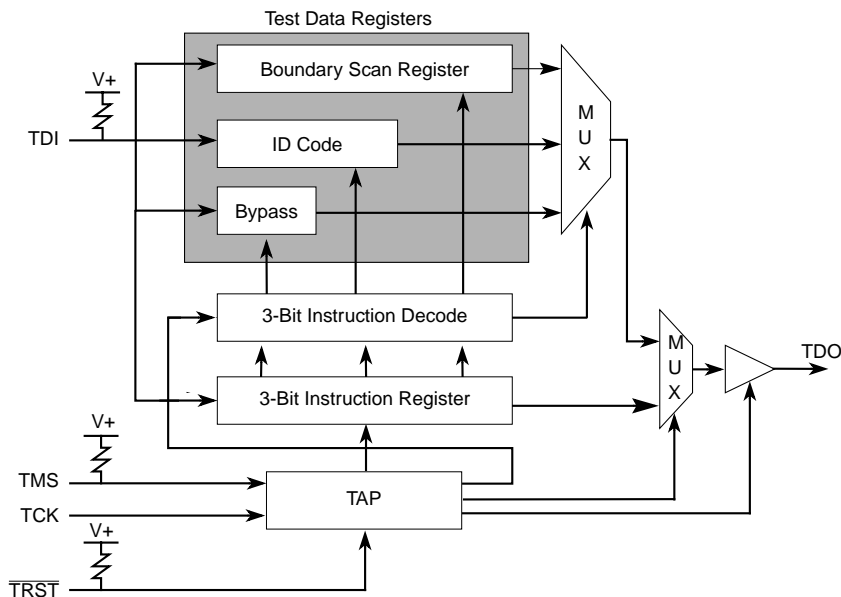 Test Data Registers
Boundary Scan Register
V+
TDI
ID Code
M
U
X
Bypass
3-Bit Instruction Decode
M
U
X
TDO
3-Bit Instruction Register
V+
TMS
TAP
TCK
V+
TRST